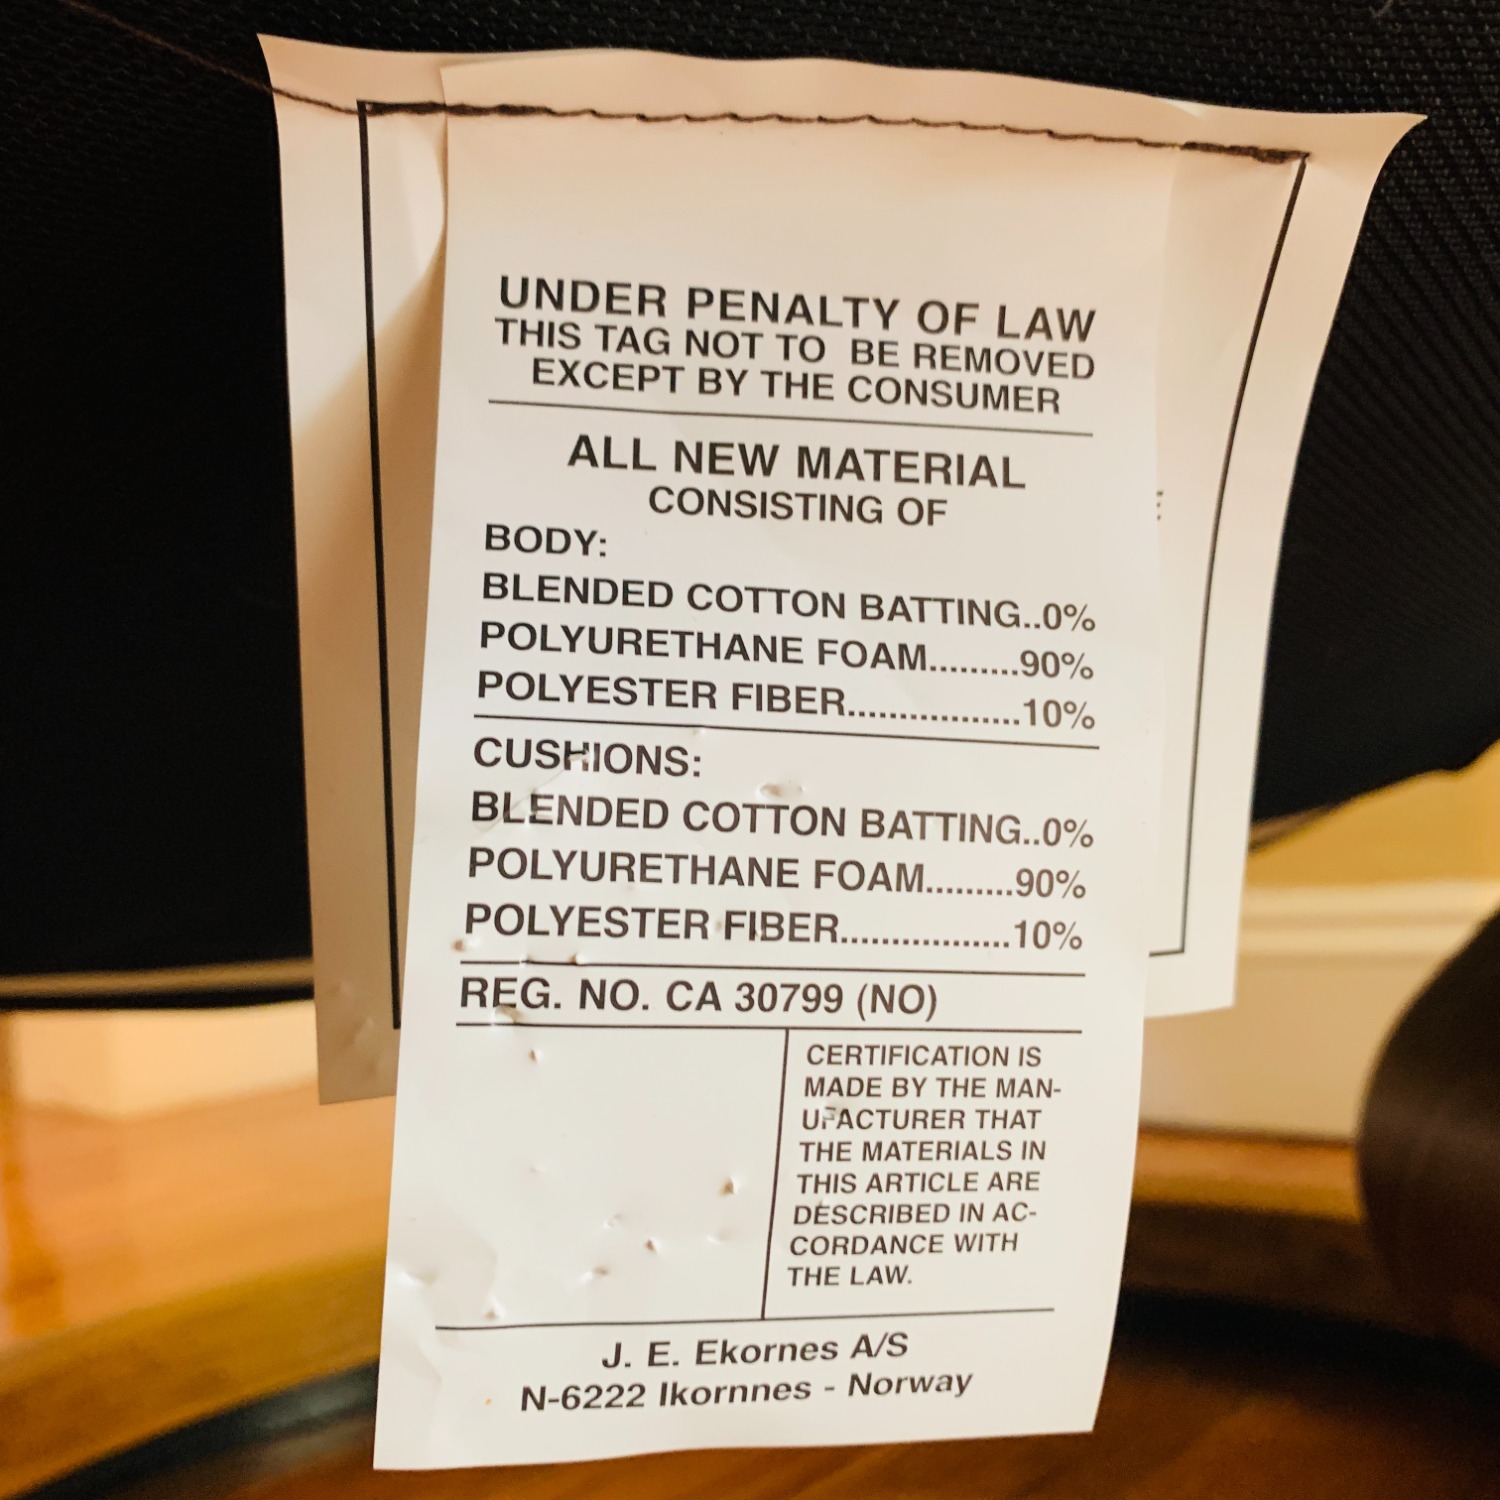 UNDER PENALTY OF LAW
THIS TAG NOT TO BE REMOVED
EXCEPT BY THE CONSUMER
ALL NEW MATERIAL
CONSISTING OF
BODY:
BLENDED COTTON BATTING..0%
POLYURETHANE FOAM.........90%
POLYESTER FIBER.................10%
CUSHIONS:
BLENDED COTTON BATTING..0%
POLYURETHANE FOAM.........90%
POLYESTER FIBER.................10%
REG. NO. CA 30799 (NO)
CERTIFICATION IS
MADE BY THE MAN-
UFACTURER THAT
THE MATERIALS IN
THIS ARTICLE ARE
DESCRIBED IN AC-
CORDANCE WITH
THE LAW.
J. E. Ekornes A/S
N-6222 Ikornnes - Norway